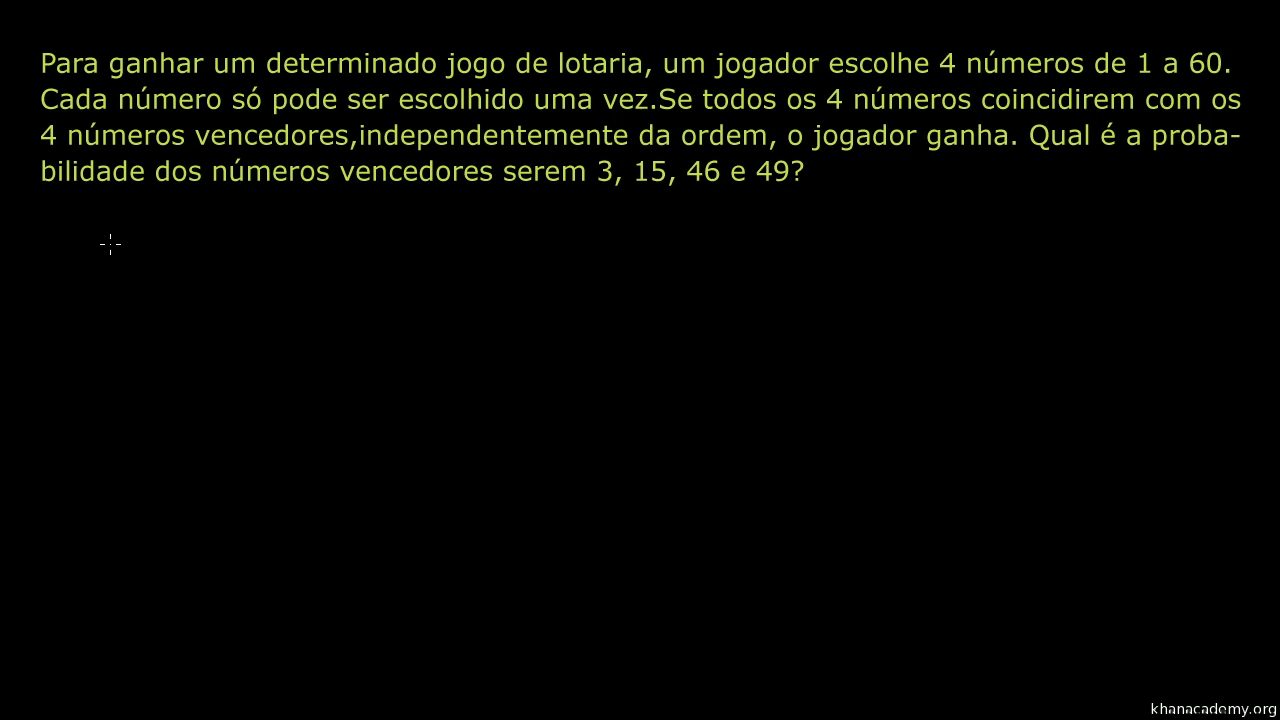 Para ganhar um determinado jogo de lotaria, um jogador escolhe 4 números de 1 a 60.
Cada número só pode ser escolhido uma vez.Se todos os 4 números coincidirem com os
4 números vencedores,independentemente da ordem, o jogador ganha. Qual é a proba-
bilidade dos números vencedores serem 3, 15, 46 e 49?
khanacademy.org